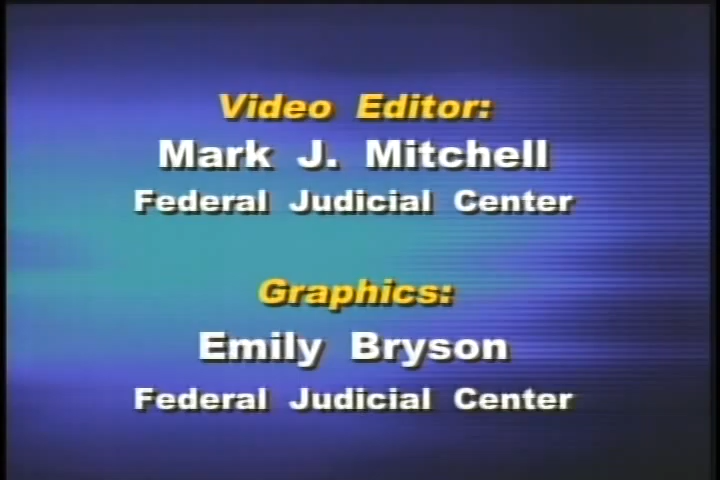 Video Editor:
Mark J. Mitchell
Federal Judicial Center
Graphics:
Emily Bryson
Federal Judicial Center